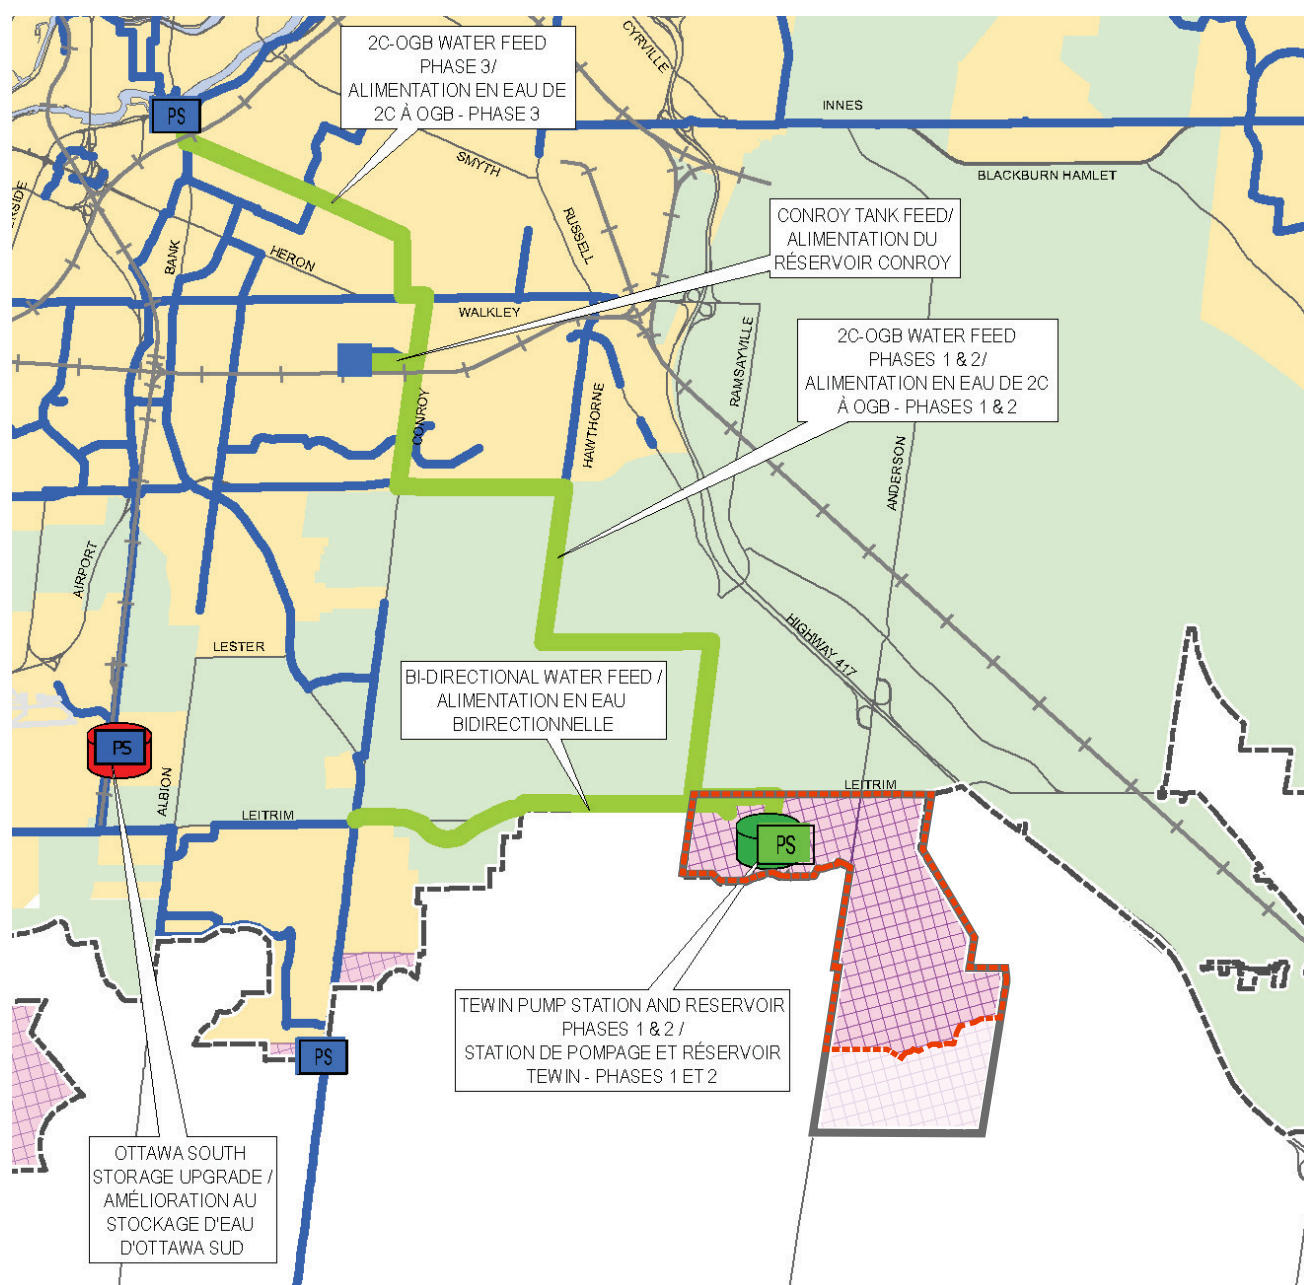 2C-OGB WATER FEED
PHASE 3/
ALIMENTATION EN EAU DE
2C À OGB - PHASE 3
CYRVILLE
INNES
PS
SMYTH
BLACKBURN HAMLET
ERSIDE
RUSSELL
CONROY TANK FEED/
ALIMENTATION DU
RÉSERVOIR CONROY
BANK
HERON
WALKLEY
RAMSAYVILLE
2C-OGB WATER FEED
PHASES 1 & 2/
ALIMENTATION EN EAU DE 2C
À OGB - PHASES 1 & 2
CONROY
HAWTHORNE
ANDERSON
AIRPORT
LESTER
HIGHWAY 417
BI-DIRECTIONAL WATER FEED /
ALIMENTATION EN EAU
BIDIRECTIONNELLE
PS
ALBION
LEITRIM
LEITRIM
PS
TEWIN PUMP STATION AND RESERVOIR
PHASES 1 & 2 /
STATION DE POMPAGE ET RÉSERVOIR
TEWIN - PHASES 1 ET 2
PS
OTTAWA SOUTH
STORAGE UPGRADE /
AMÉLIORATION AU
STOCKAGE D'EAU
D'OTTAWA SUD